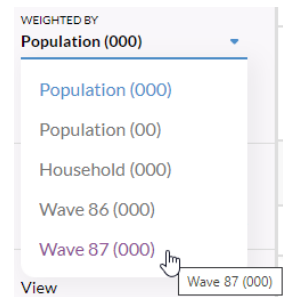 WEIGHTED BY
Population (000)
Population (000)
Population (00)
Household (000)
Wave 86 (000)
Wave 87 (000)
Wave 87 (000)
View